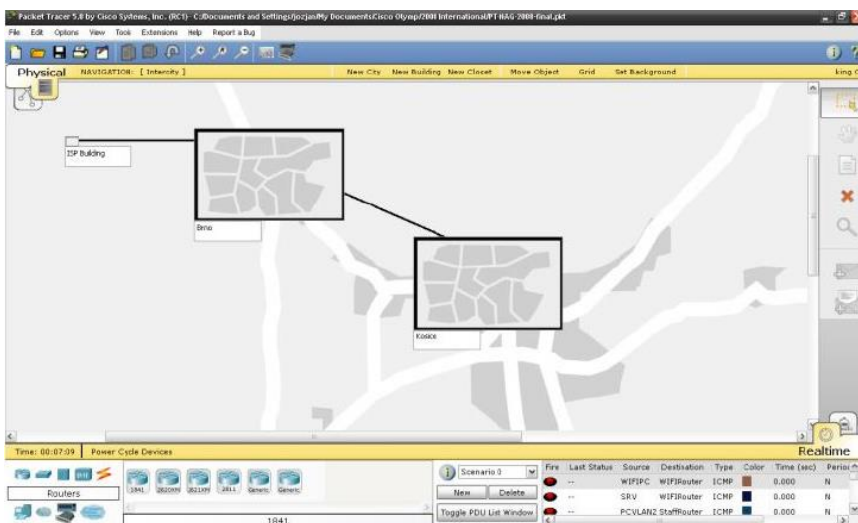 Packet Tracer 5.0 by Cisco Systems, Inc. (RC1) - C:/Documents and Settings/jozjan/My Documents/Cisco Olymp/2008 International/PT-HAG-2008-final.pkt
File Edit Options View Tools Extensions Help Report a Bug
Physical NAVIGATION: [ Intercity ] New City New Building New Closet Move Object Grid Set Background
ISP Building
Brno
Kosice
Time: 00:07:09 Power Cycle Devices Realtime
Routers
1841 2620XM 2621XM 2811 Generic Generic
1841
Scenario 0
New Delete
Toggle PDU List Window
Fire Last Status Source Destination Type Color Time (sec) Period
-- WIFIPC WIFIRouter ICMP 0.000 N
-- SRV WIFIRouter ICMP 0.000 N
-- PCVLAN2 StaffRouter ICMP 0.000 N